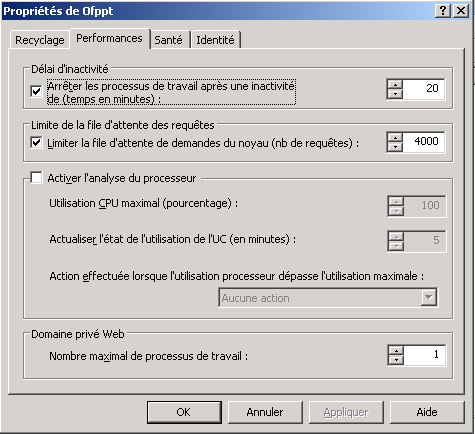 Propriétés de Ofppt
Recyclage Performances Santé Identité
Délai d'inactivité
Arrêter les processus de travail après une inactivité
de (temps en minutes) : 20
Limite de la file d'attente des requêtes
Limiter la file d'attente de demandes du noyau (nb de requêtes) : 4000
Activer l'analyse du processeur
Utilisation CPU maximal (pourcentage) : 100
Actualiser l'état de l'utilisation de l'UC (en minutes) : 5
Action effectuée lorsque l'utilisation processeur dépasse l'utilisation maximale :
Aucune action
Domaine privé Web
Nombre maximal de processus de travail : 1
OK Annuler Appliquer Aide